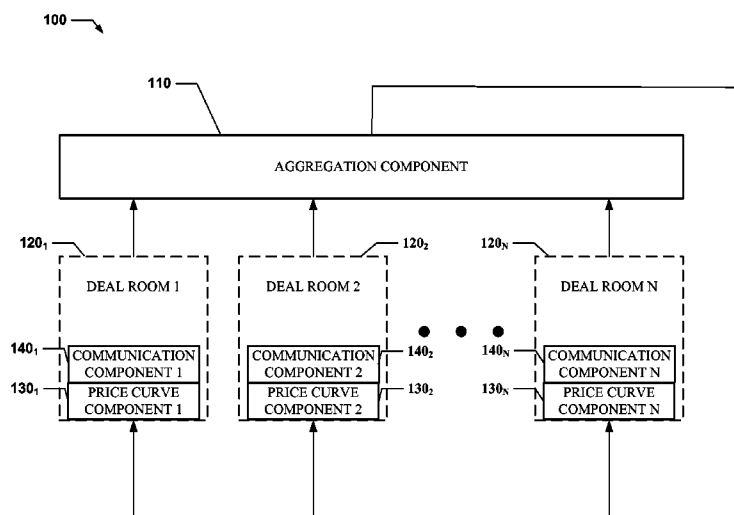 100
110
AGGREGATION COMPONENT
120₁
120₂
120ₙ
DEAL ROOM 1
DEAL ROOM 2
DEAL ROOM N
140₁
COMMUNICATION
COMPONENT 1
COMMUNICATION
COMPONENT 2
140₂
140ₙ
COMMUNICATION
COMPONENT N
130₁
PRICE CURVE
COMPONENT 1
PRICE CURVE
COMPONENT 2
130₂
130ₙ
PRICE CURVE
COMPONENT N